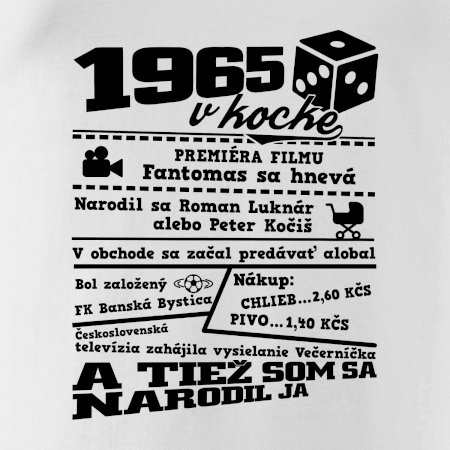 1965
v kocke
PREMIÉRA FILMU
Fantomas sa hnevá
Narodil sa Roman Luknár
alebo Peter Kočiš
V obchode sa začal predávať alobal
Bol založený
FK Banská Bystica
Nákup:
CHLIEB...2,60 KČS
PIVO...1,40 KČS
Československá
televízia zahájila vysielanie Večerníčka
A TIEŽ SOM SA
NARODIL JA